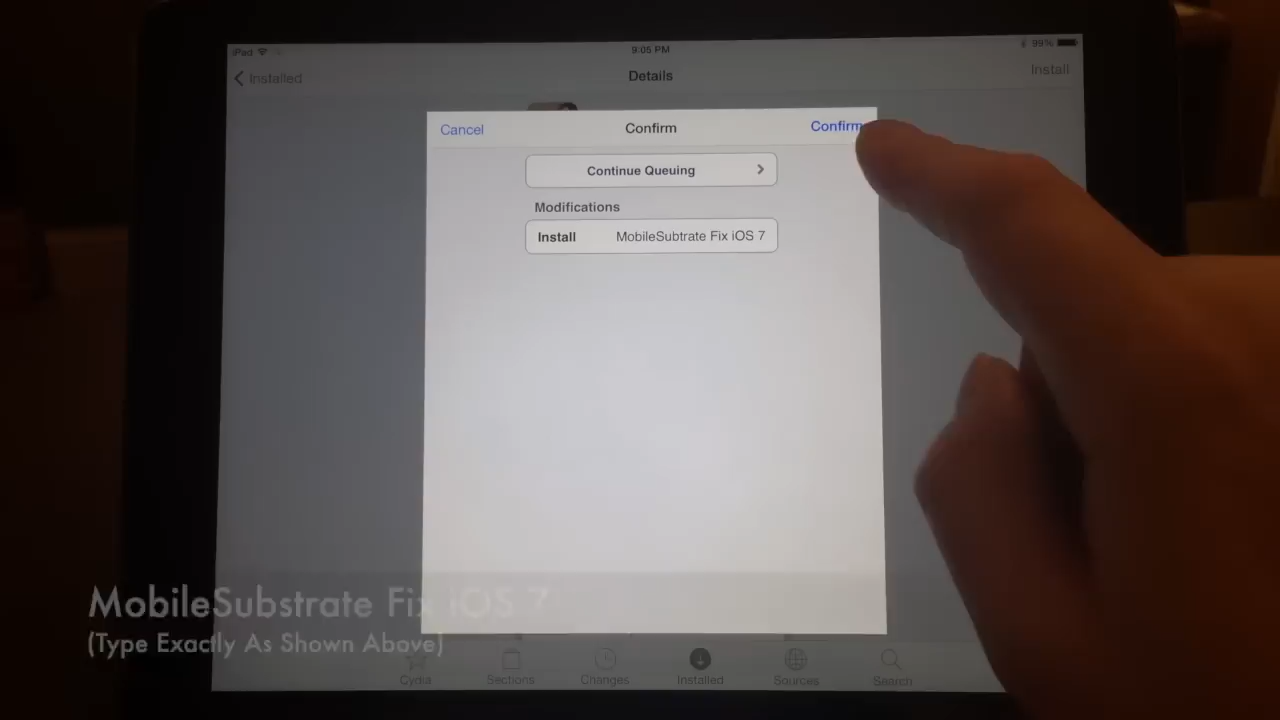 iPad
9:05 PM
99%
Installed
Details
Install
Cancel
Confirm
Confirm
Continue Queuing
Modifications
Install
MobileSubtrate Fix iOS 7
MobileSubstrate Fix iOS 7
(Type Exactly As Shown Above)
Cydia
Sections
Changes
Installed
Sources
Search